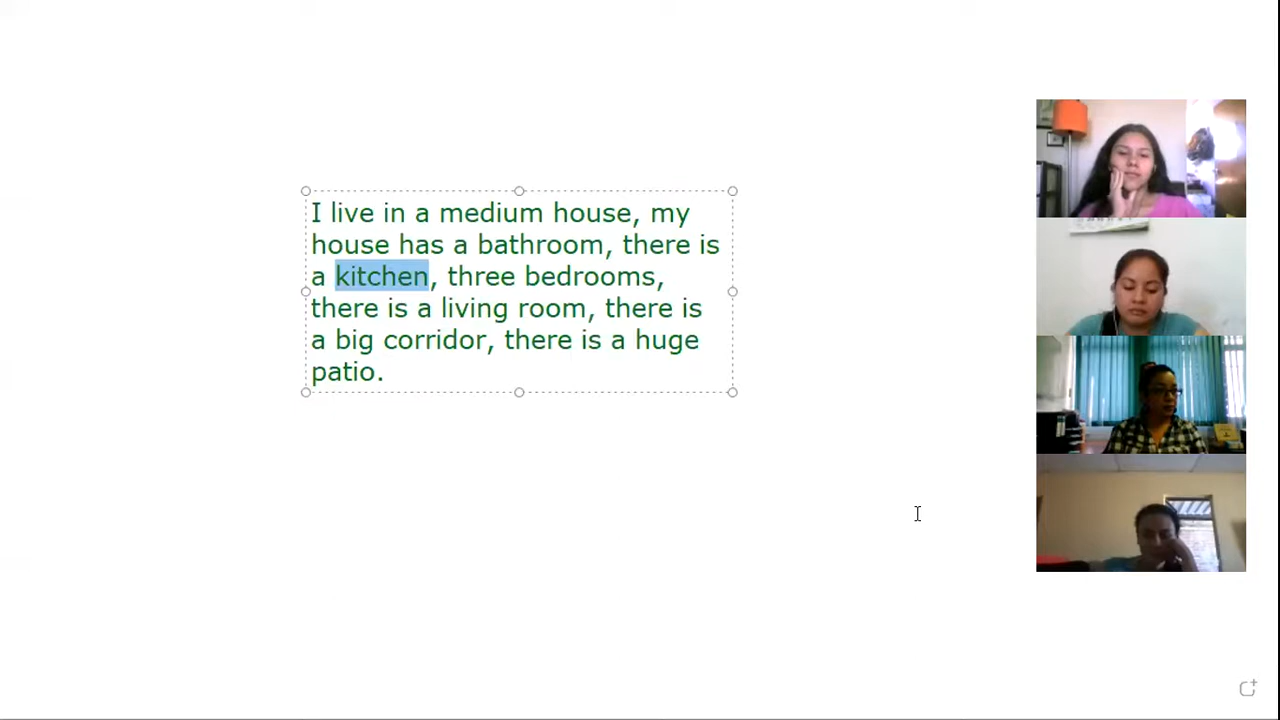 I live in a medium house, my
house has a bathroom, there is
a kitchen, three bedrooms,
there is a living room, there is
a big corridor, there is a huge
patio.